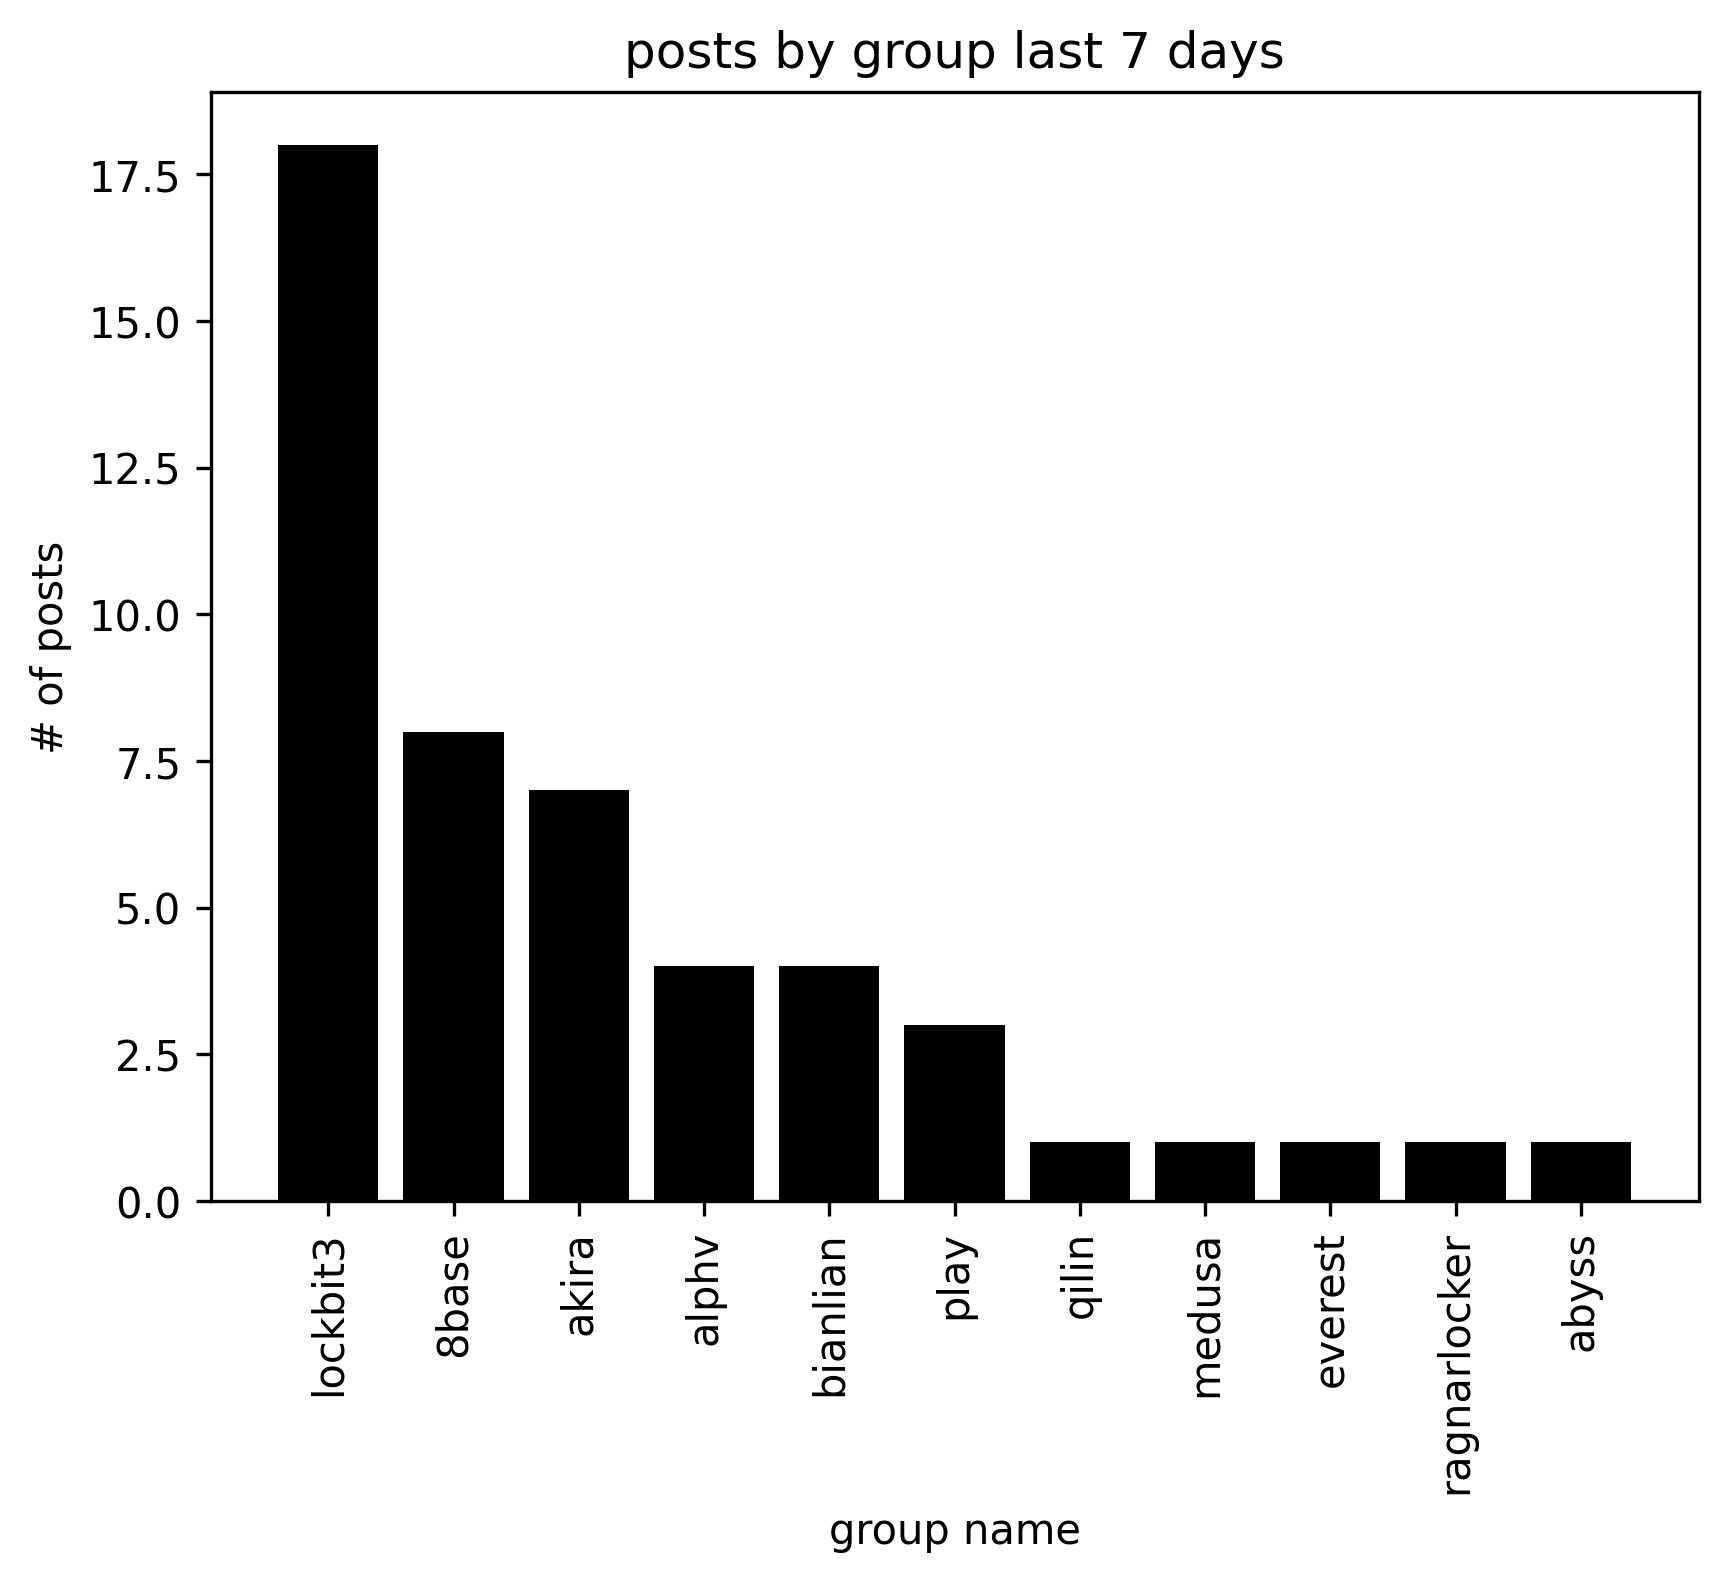 posts by group last 7 days
# of posts
17.5
15.0
12.5
10.0
7.5
5.0
2.5
0.0
lockbit3
8base
akira
alphv
bianlian
play
qilin
medusa
everest
ragnarlocker
abyss
group name